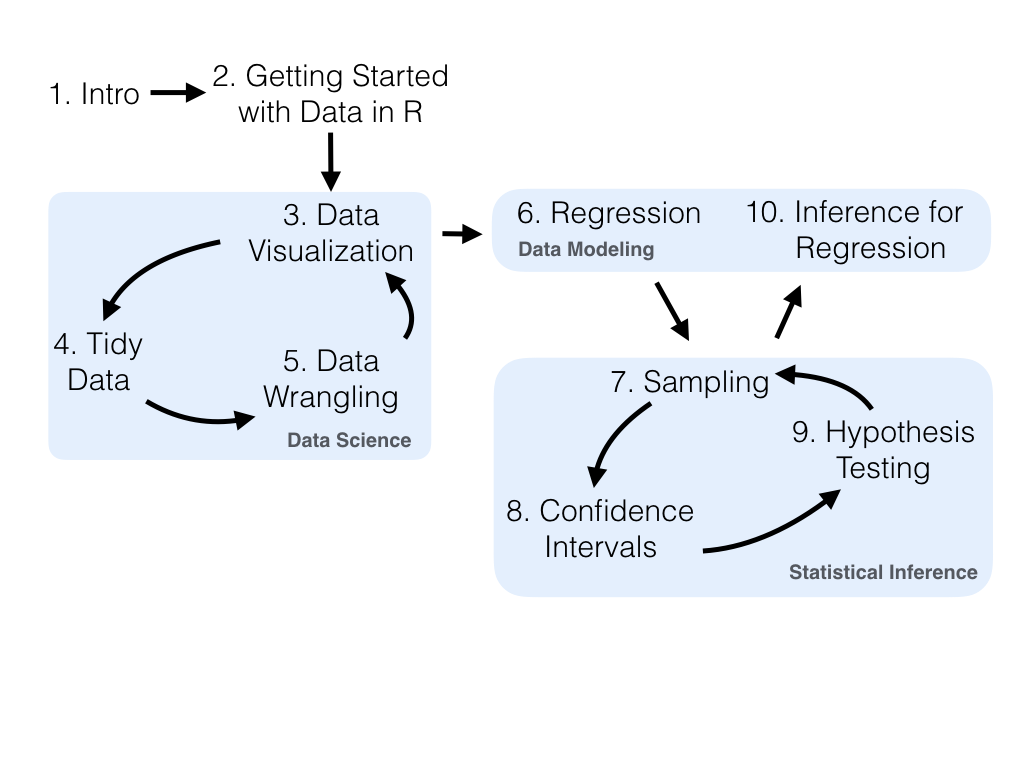 1. Intro
2. Getting Started
with Data in R
3. Data
Visualization
4. Tidy
Data
5. Data
Wrangling
Data Science
6. Regression
Data Modeling
10. Inference for
Regression
7. Sampling
9. Hypothesis
Testing
8. Confidence
Intervals
Statistical Inference